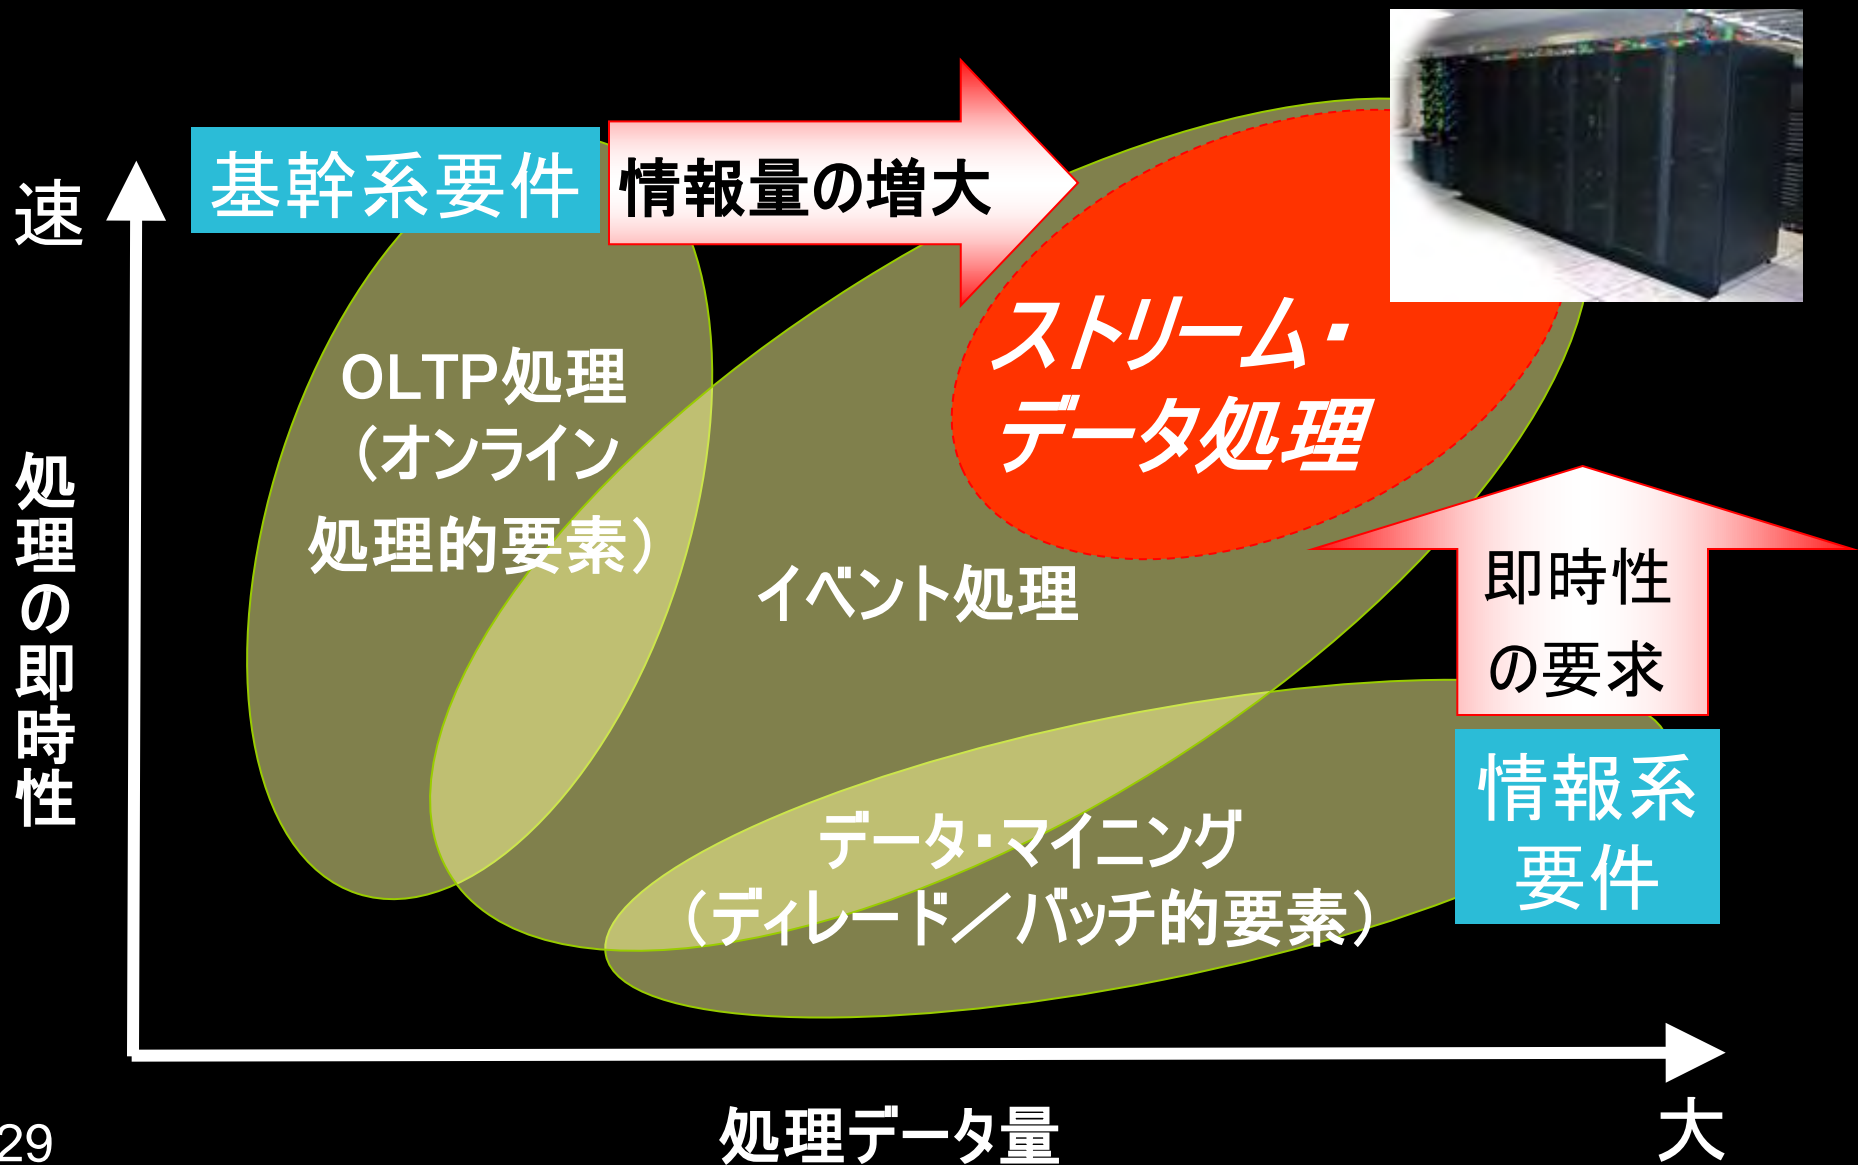 基幹系要件
情報量の増大
速
ストリーム・
データ処理
OLTP処理
（オンライン
処理的要素）
処理の即時性
イベント処理
即時性
の要求
情報系
要件
データ・マイニング
（ディレード／バッチ的要素）
処理データ量
大
29